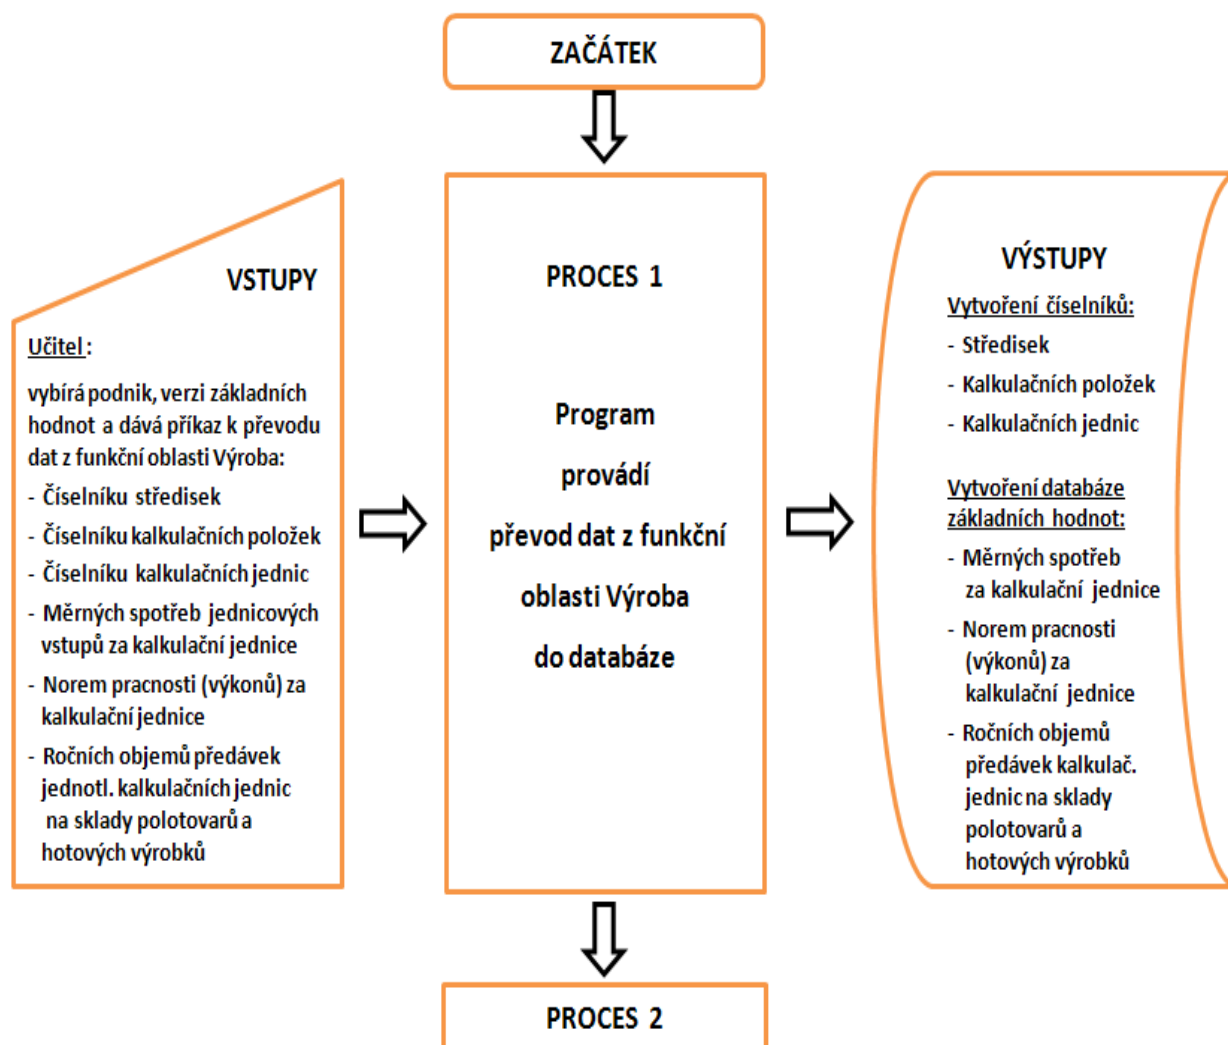 ZAČÁTEK
VSTUPY
Učitel :
vybírá podnik, verzi základních
hodnot a dává příkaz k převodu
dat z funkční oblasti Výroba:
- Číselníku středisek
- Číselníku kalkulačních položek
- Číselníku kalkulačních jednic
- Měrných spotřeb jednicových
vstupů za kalkulační jednice
- Norem pracnosti (výkonů) za
kalkulační jednice
- Ročních objemů předávek
jednotl. kalkulačních jednic
na sklady polotovarů a
hotových výrobků
PROCES 1
Program
provádí
převod dat z funkční
oblasti Výroba
do databáze
VÝSTUPY
Vytvoření číselníků:
- Středisek
- Kalkulačních položek
- Kalkulačních jednic
Vytvoření databáze
základních hodnot:
- Měrných spotřeb
za kalkulační jednice
- Norem pracnosti
(výkonů) za
kalkulační jednice
- Ročních objemů
předávek kalkulač.
jednic na sklady
polotovarů a
hotových výrobků
PROCES 2